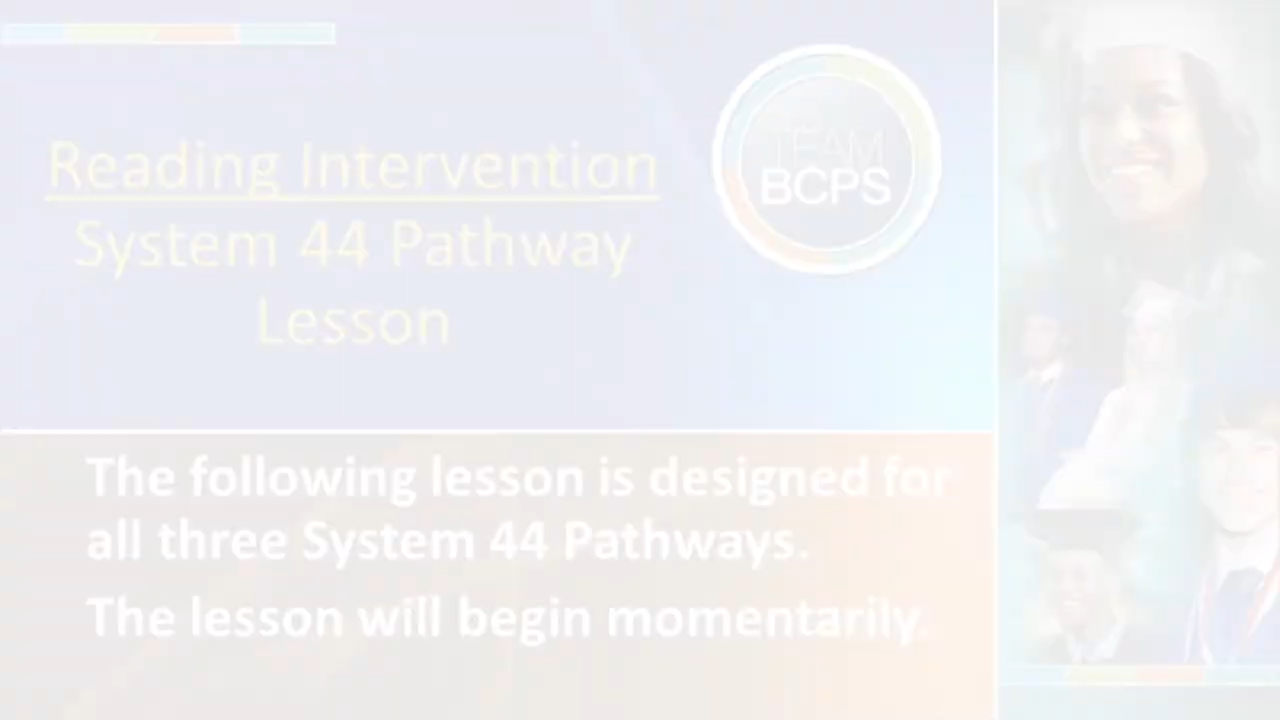 Reading Intervention
System 44 Pathway
Lesson
TEAM
BCPS
The following lesson is designed for
all three System 44 Pathways.
The lesson will begin momentarily.